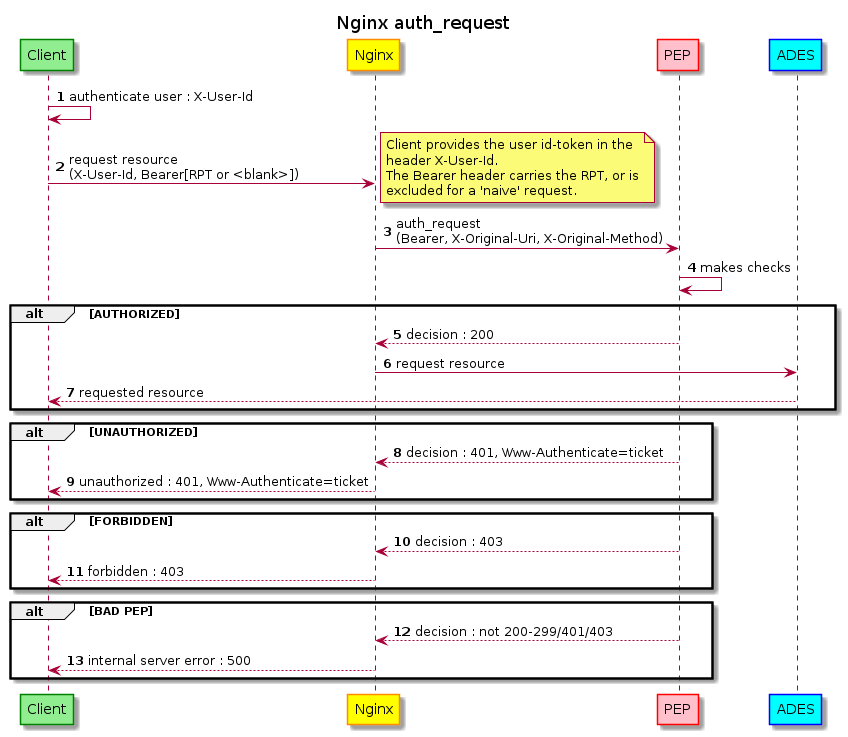 Nginx auth_request
Client
Nginx
PEP
ADES
1 authenticate user : X-User-Id
2 request resource
(X-User-Id, Bearer[RPT or <blank>])
Client provides the user id-token in the
header X-User-Id.
The Bearer header carries the RPT, or is
excluded for a 'naive' request.
3 auth_request
(Bearer, X-Original-Uri, X-Original-Method)
4 makes checks
alt [AUTHORIZED]
5 decision : 200
6 request resource
7 requested resource
alt [UNAUTHORIZED]
8 decision : 401, Www-Authenticate=ticket
9 unauthorized : 401, Www-Authenticate=ticket
alt [FORBIDDEN]
10 decision : 403
11 forbidden : 403
alt [BAD PEP]
12 decision : not 200-299/401/403
13 internal server error : 500
Client
Nginx
PEP
ADES